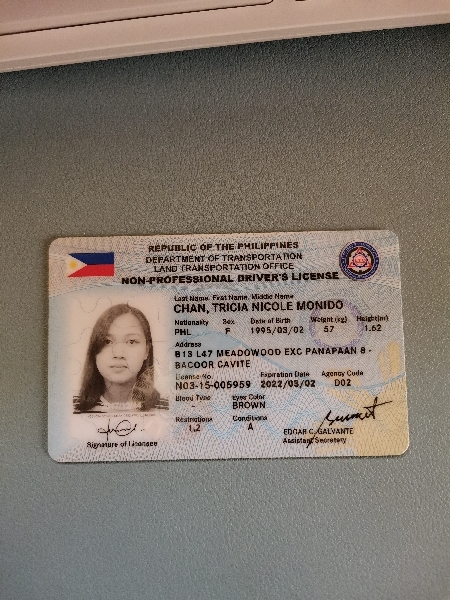 REPUBLIC OF THE PHILIPPINES
DEPARTMENT OF TRANSPORTATION
LAND TRANSPORTATION OFFICE
NON-PROFESSIONAL DRIVER'S LICENSE
Last Name, First Name, Middle Name
CHAN, TRICIA NICOLE MONIDO
Nationality Sex Date of Birth Weight (kg) Height(m)
PHL F 1995/03/02 57 1.62
Address
B13 L47 MEADOWOOD EXC PANAPAAN 8 -
BACOOR CAVITE
License No. Expiration Date Agency Code
N03-15-005959 2022/03/02 D02
Blood Type Eyes Color
BROWN
Restrictions Conditions
1,2 A
Signature of Licensee
EDGAR C. GALVANTE
Assistant Secretary